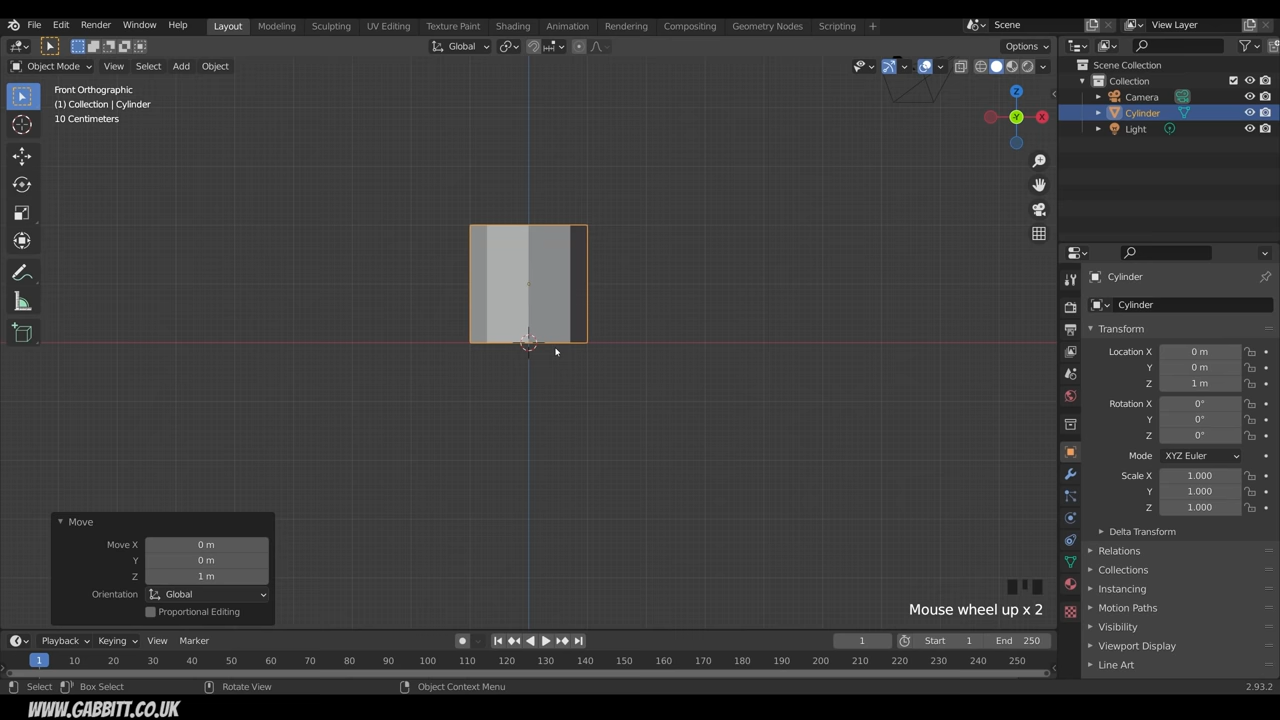 File Edit Render Window Help Layout Modeling Sculpting UV Editing Texture Paint Shading Animation Rendering Compositing Geometry Nodes Scripting + Scene View Layer
Global Options
Object Mode View Select Add Object
Front Orthographic
(1) Collection | Cylinder
10 Centimeters
Z
-Y
X
Scene Collection
Collection
Camera
Cylinder
Light
Cylinder
Cylinder
Transform
Location X 0 m
Y 0 m
Z 1 m
Rotation X 0°
Y 0°
Z 0°
Mode XYZ Euler
Scale X 1.000
Y 1.000
Z 1.000
Delta Transform
Relations
Collections
Instancing
Motion Paths
Visibility
Viewport Display
Line Art
Move
Move X 0 m
Y 0 m
Z 1 m
Orientation Global
Proportional Editing
Mouse wheel up x 2
Playback Keying View Marker 1 Start 1 End 250
1 10 20 30 40 50 60 70 80 90 100 110 120 130 140 150 160 170 180 190 200 210 220 230 240 250
Select Box Select Rotate View Object Context Menu 2.93.2
WWW.GABBITT.CO.UK